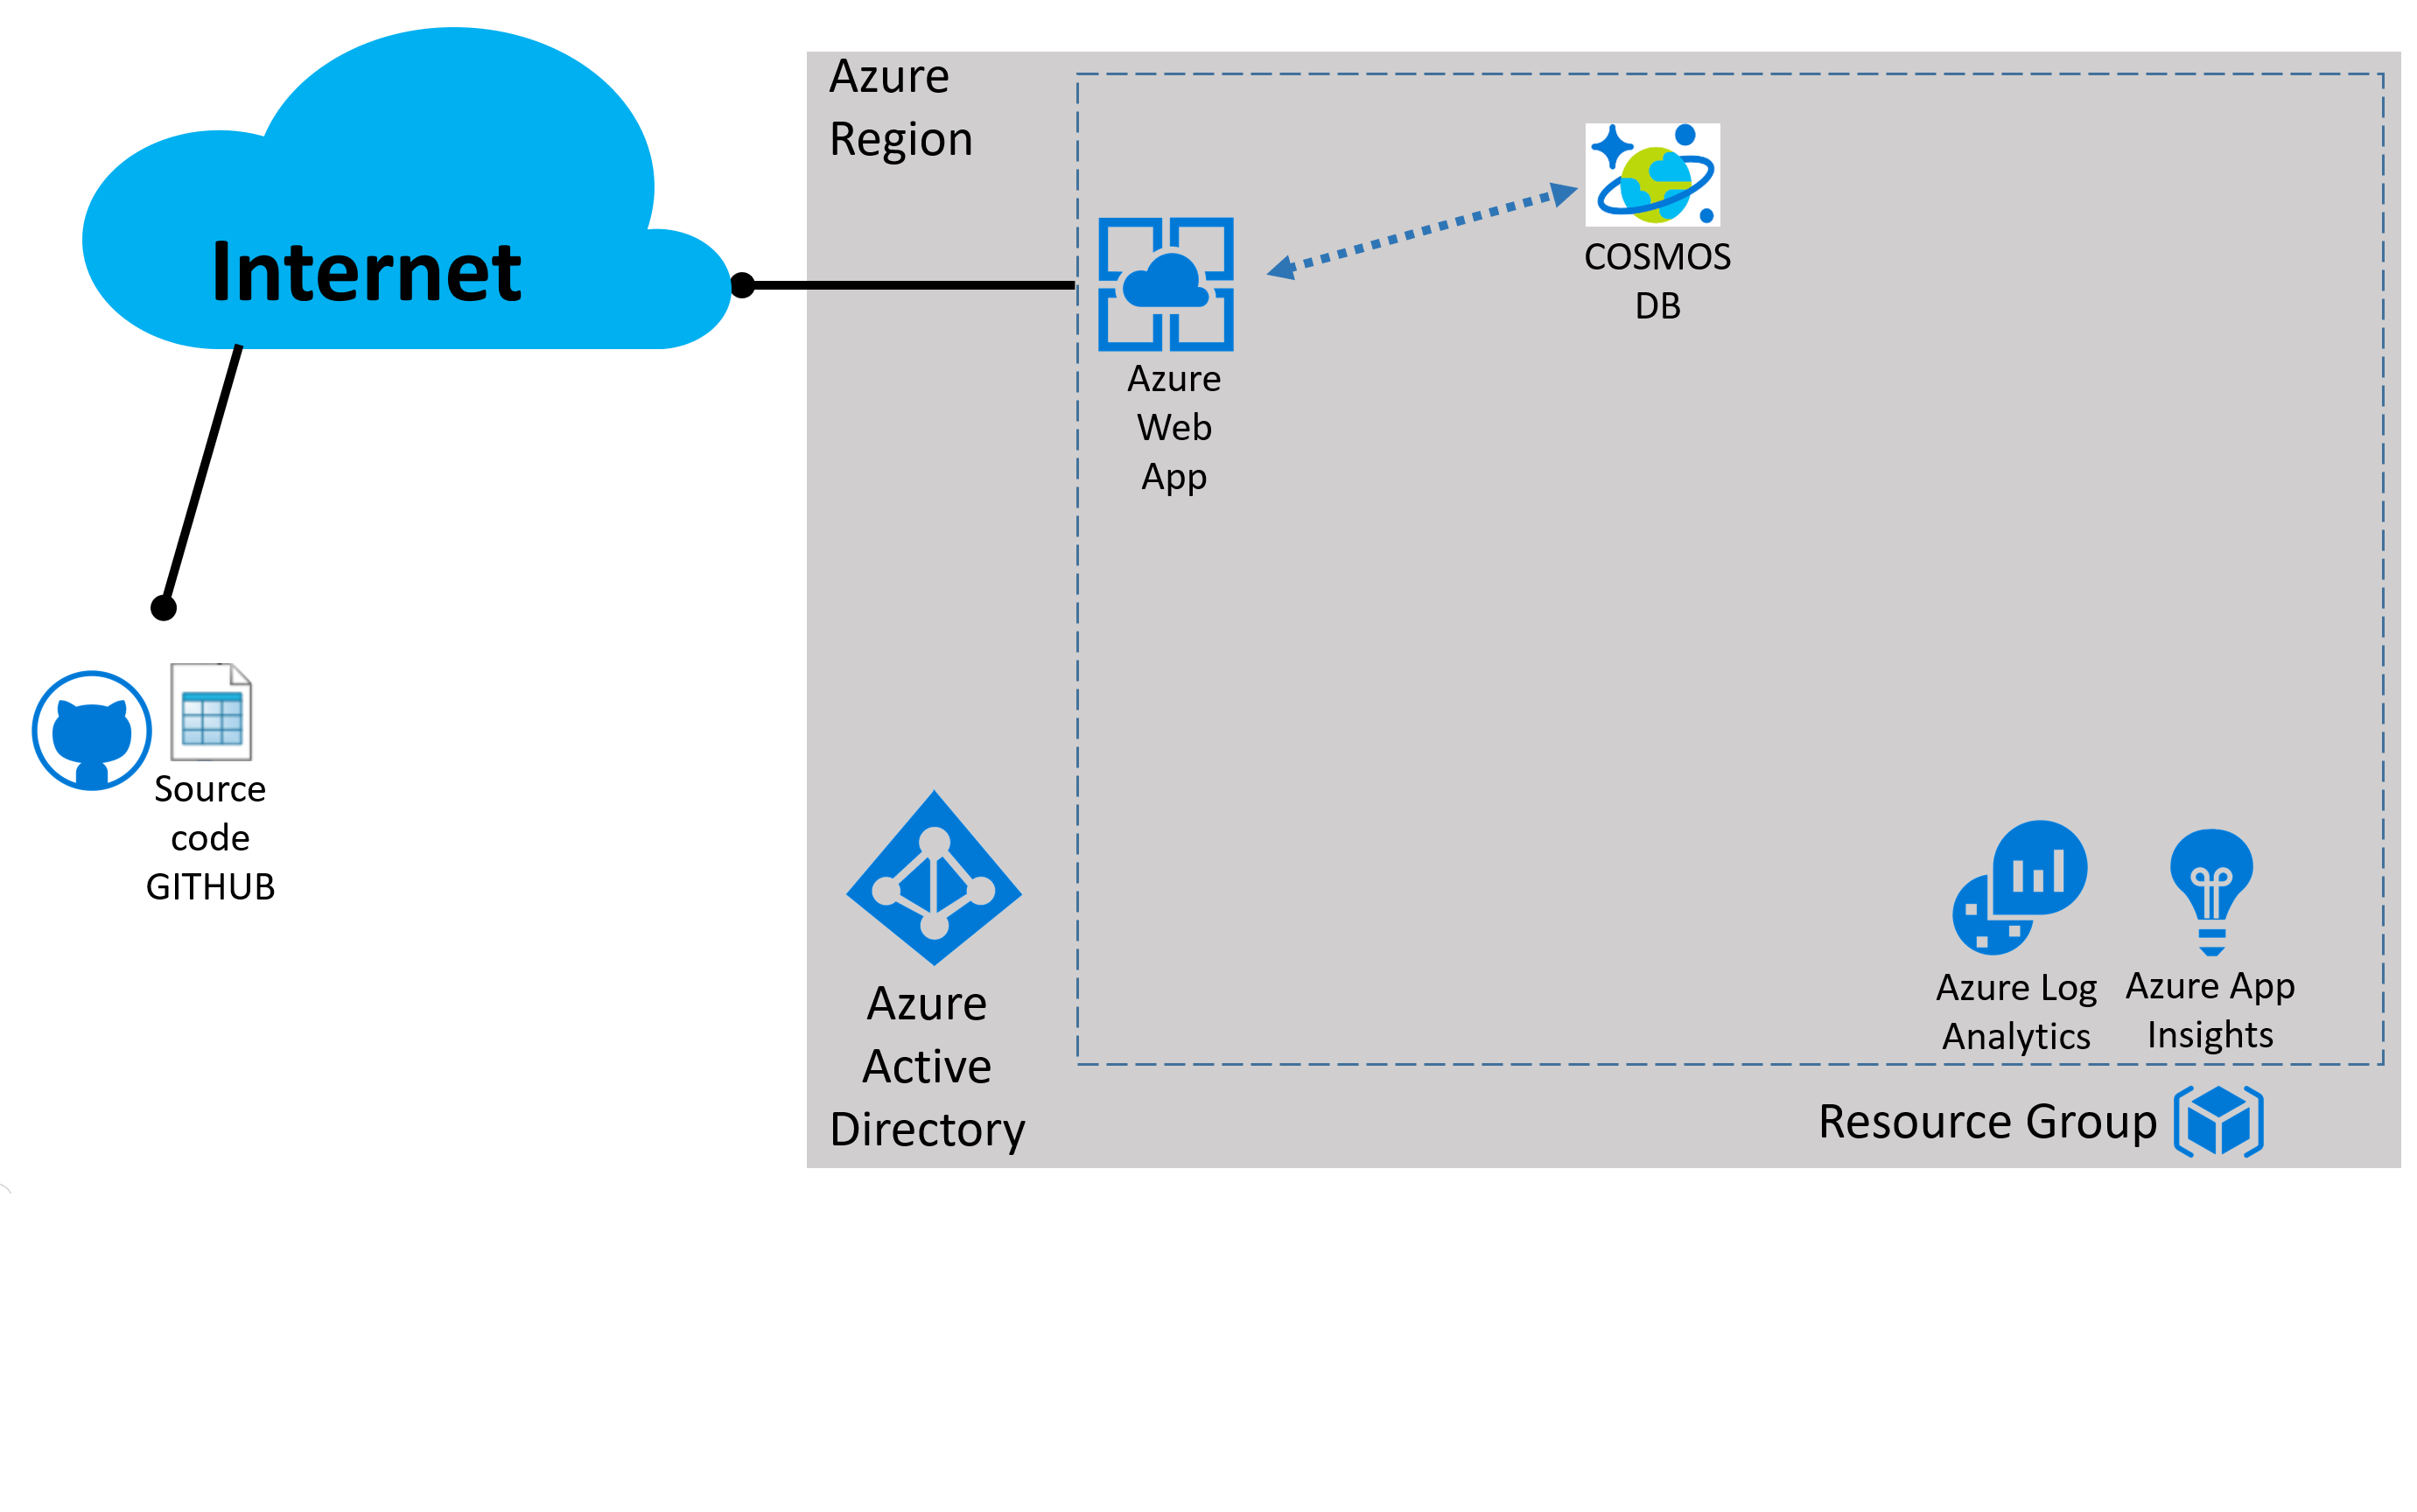 Internet
Azure
Region
COSMOS
DB
Azure
Web
App
Source
code
GITHUB
Azure
Active
Directory
Azure Log
Analytics
Azure App
Insights
Resource Group